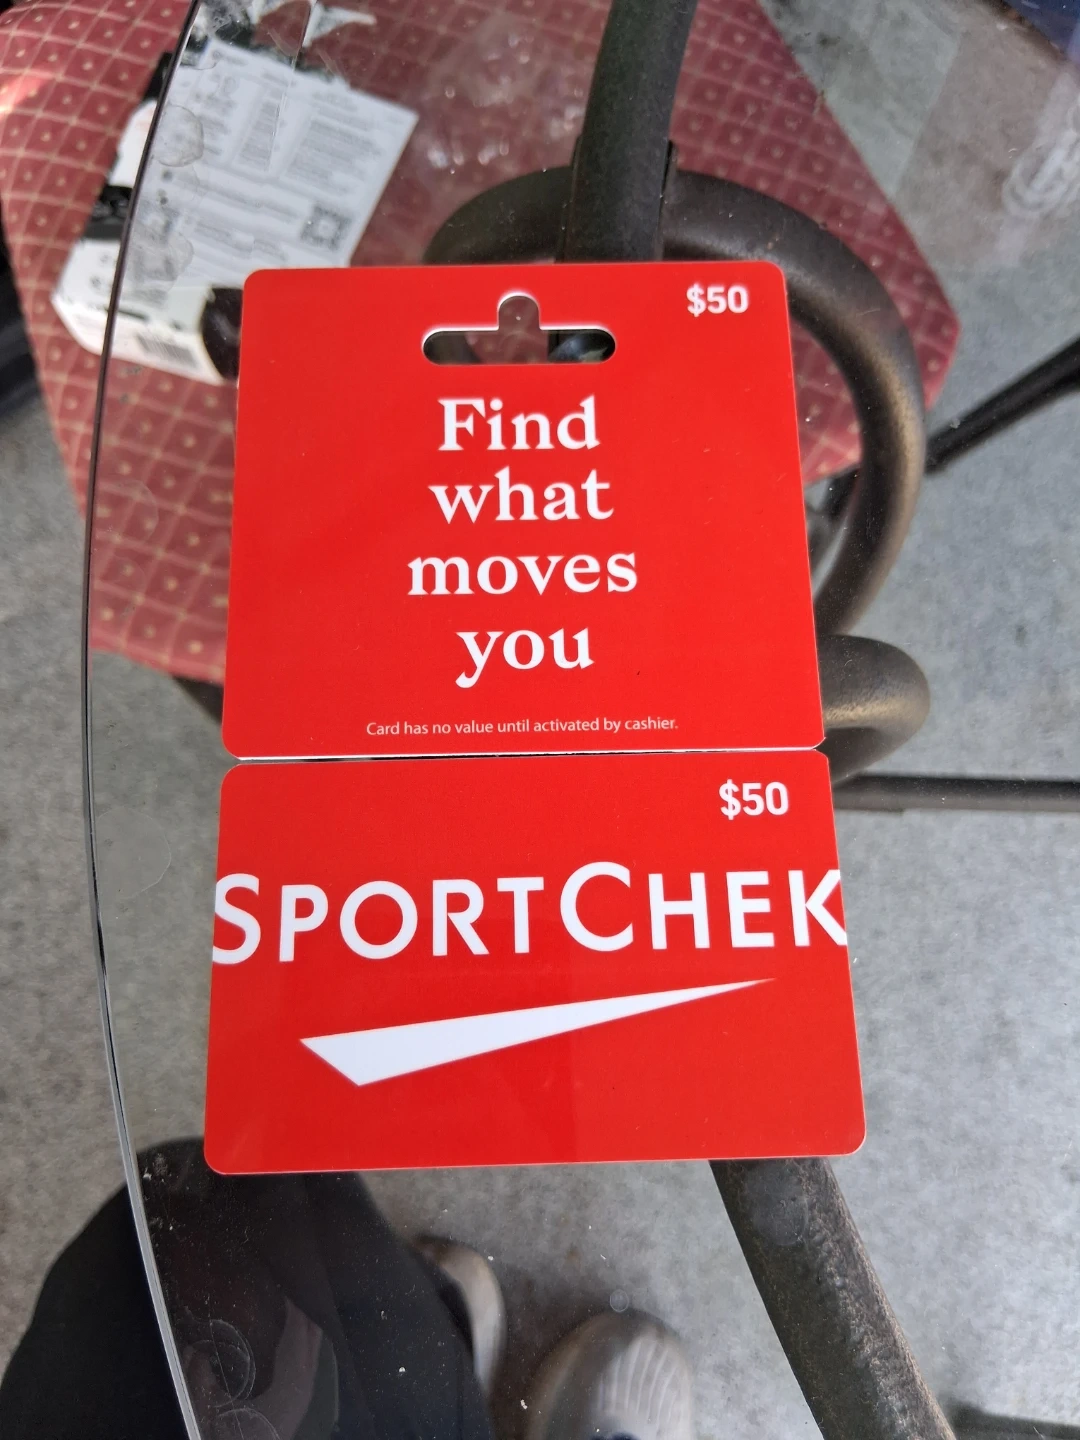 $50
Find
what
moves
you
Card has no value until activated by cashier.
$50
SPORTCHEK